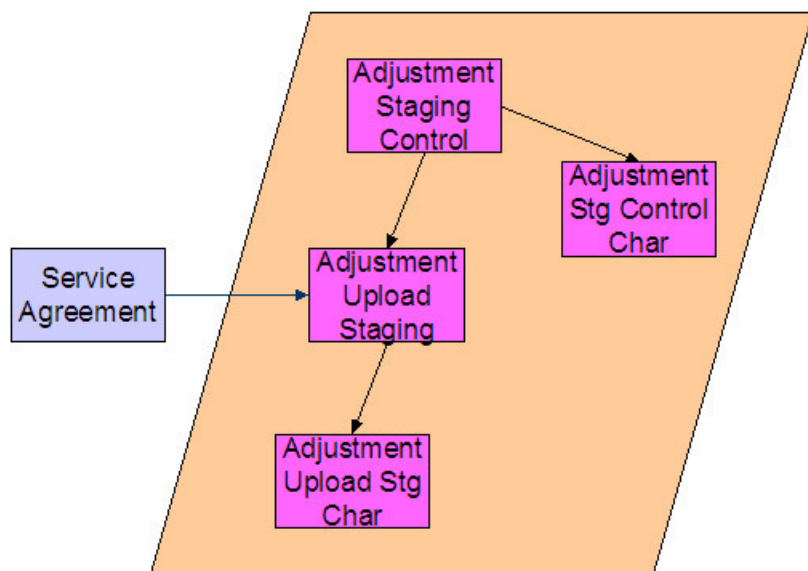 Adjustment
Staging
Control
Adjustment
Stg Control
Char
Service
Agreement
Adjustment
Upload
Staging
Adjustment
Upload Stg
Char